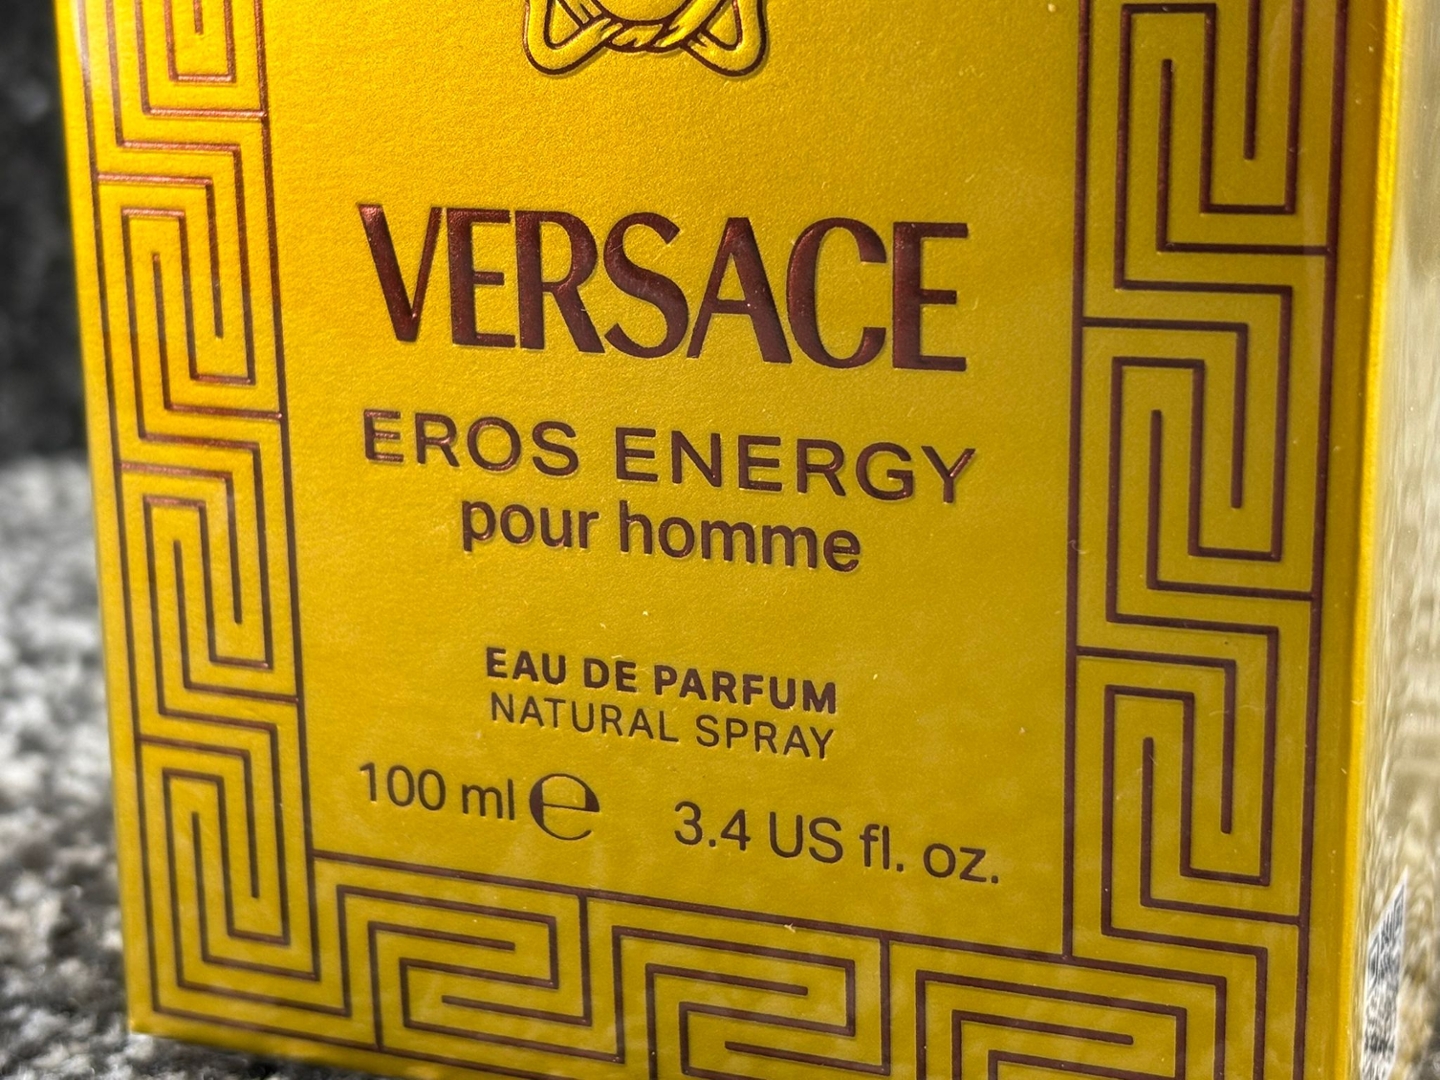 VERSACE
EROS ENERGY
pour homme
EAU DE PARFUM
NATURAL SPRAY
100 ml ℮ 3.4 US fl. oz.